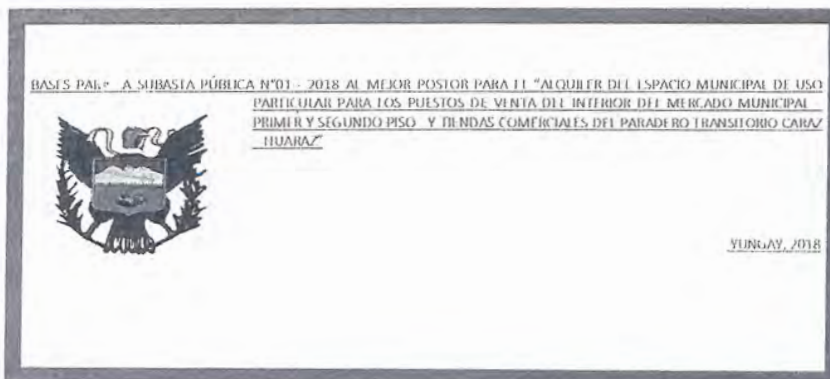 BASES A SUBASTA PÚBLICA N°01 - 2018 AL MEJOR POSTOR PARA EL "ALQUILER DEL ESPACIO MUNICIPAL DE USO
PARTICULAR PARA LOS PUESTOS DE VENTA DEL INTERIOR DEL MERCADO MUNICIPAL
PRIMER Y SEGUNDO PISO Y TIENDAS COMERCIALES DEL PARADERO TRANSITORIO CARAZ
HUARAZ"
YUNGAY, 2018